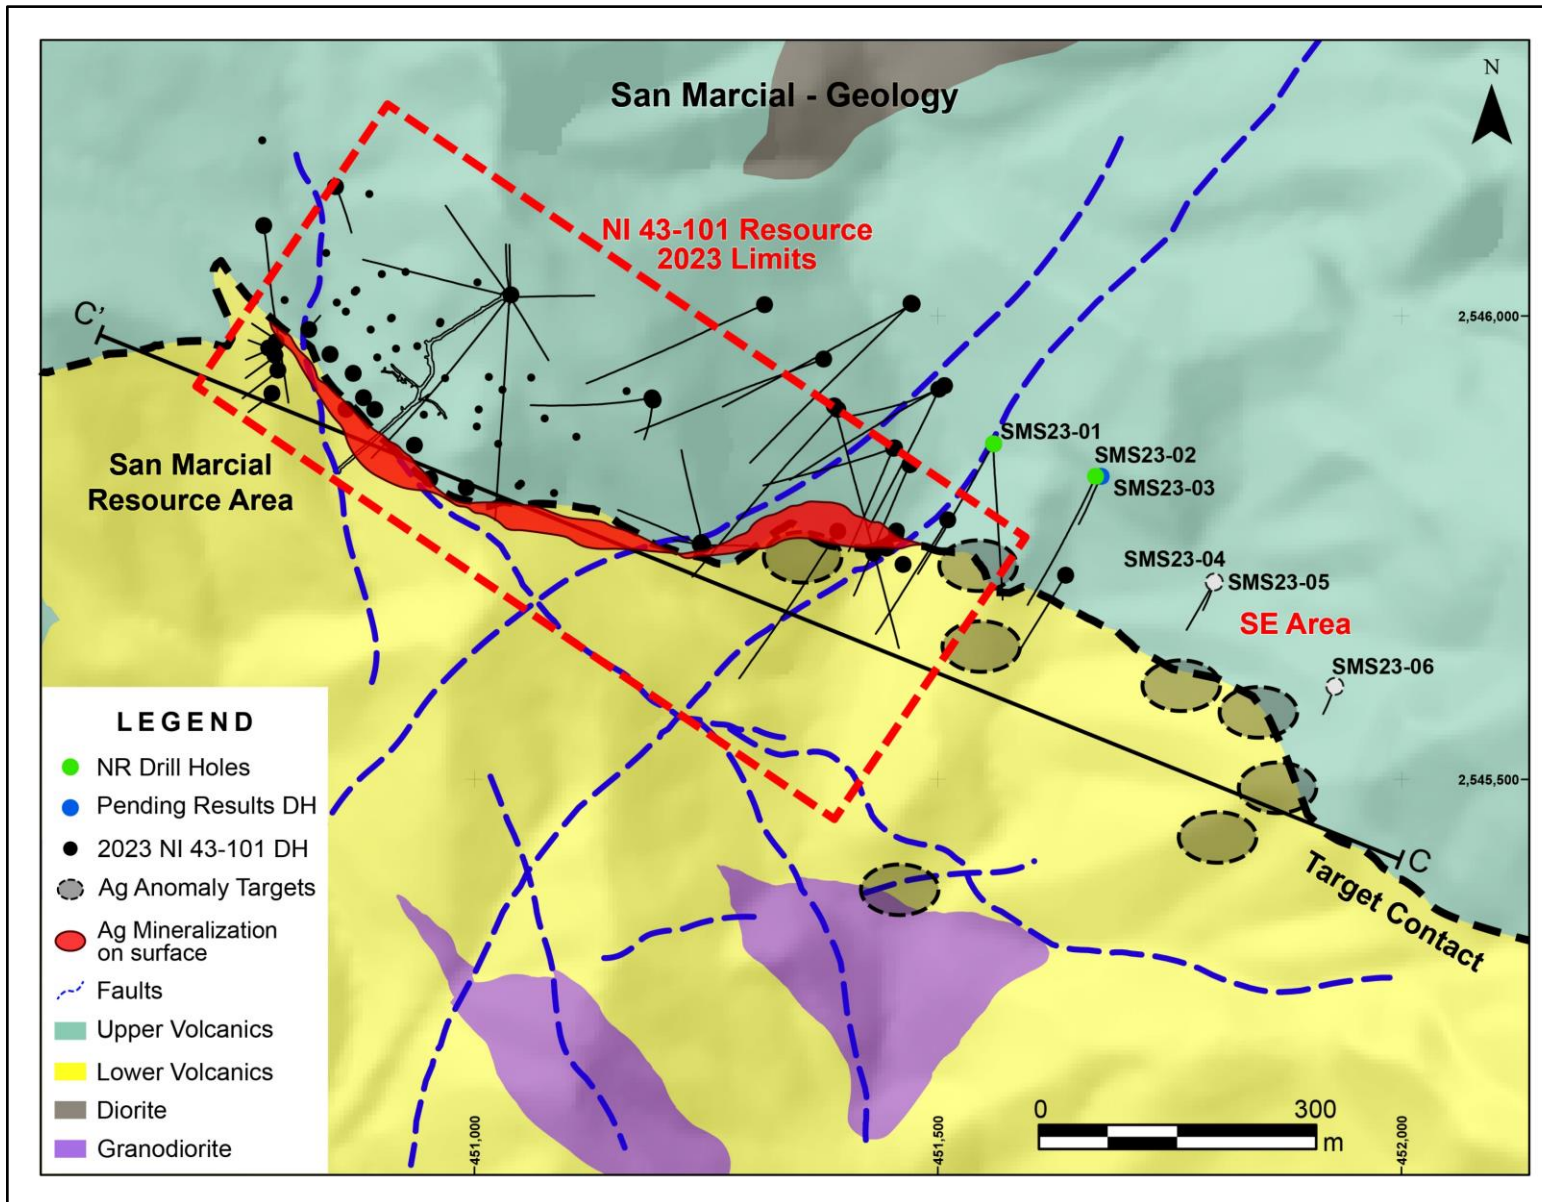 San Marcial - Geology
N
NI 43-101 Resource
2023 Limits
C'
2,546,000
SMS23-01
SMS23-02
SMS23-03
San Marcial
Resource Area
SMS23-04
SMS23-05
SE Area
SMS23-06
2,545,500
C
Target Contact
LEGEND
NR Drill Holes
Pending Results DH
2023 NI 43-101 DH
Ag Anomaly Targets
Ag Mineralization
on surface
Faults
Upper Volcanics
Lower Volcanics
Diorite
Granodiorite
0
300
m
451,000
451,500
452,000